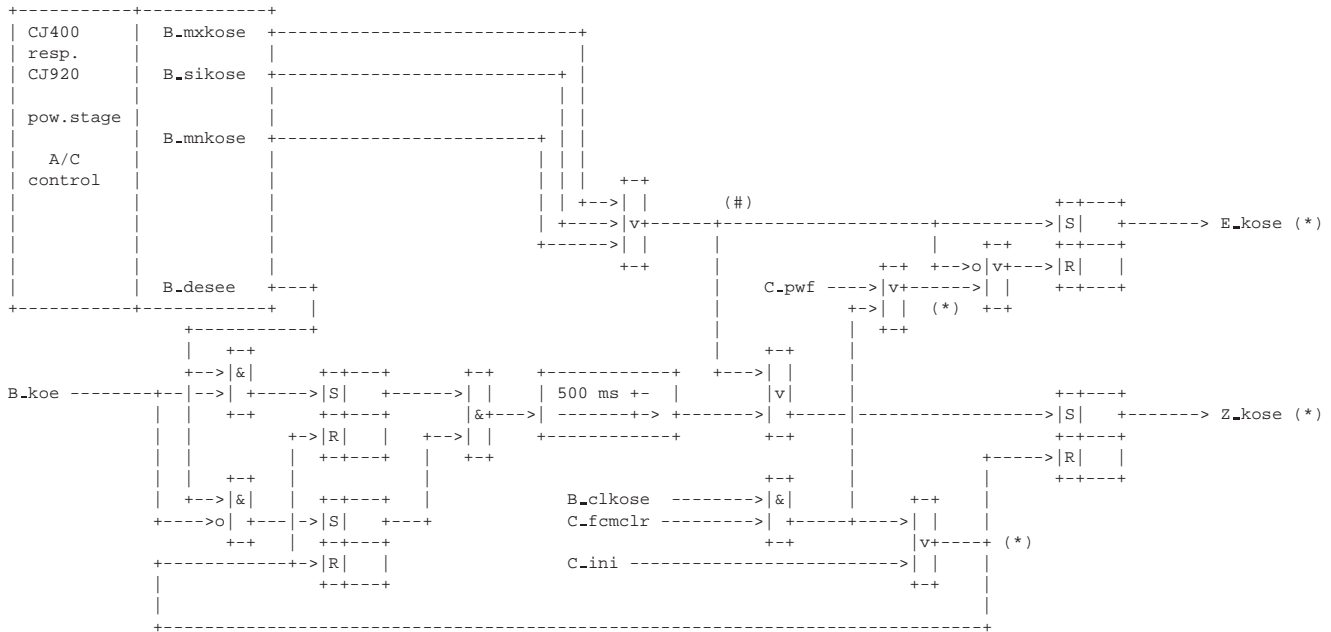 CJ400 B_mxkose
resp.
CJ920 B_sikose
pow.stage
B_mnkose
A/C
control
(#)
v
S E_kose (*)
o v R
B_desee C_pwf v
(*)
&
B_koe S 500 ms v
& S Z_kose (*)
R
R
& B_clkose &
o S C_fcmclr
v (*)
R C_ini